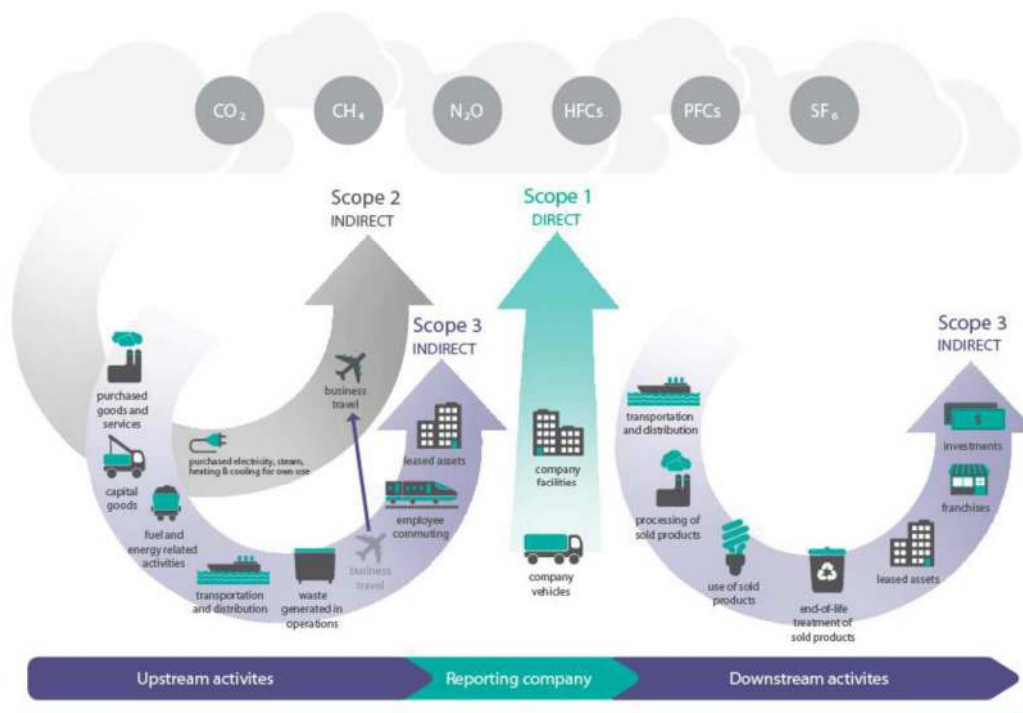 CO₂
CH₄
N₂O
HFCs
PFCs
SF₆
Scope 2
INDIRECT
Scope 1
DIRECT
Scope 3
INDIRECT
Scope 3
INDIRECT
purchased
goods and
services
capital
goods
fuel and
energy related
activities
purchased electricity, steam,
heating & cooling for own use
transportation
and distribution
waste
generated in
operations
business
travel
business
travel
employee
commuting
leased assets
company
facilities
company
vehicles
transportation
and distribution
processing of
sold products
use of sold
products
end-of-life
treatment of
sold products
leased assets
franchises
investments
Upstream activites
Reporting company
Downstream activites